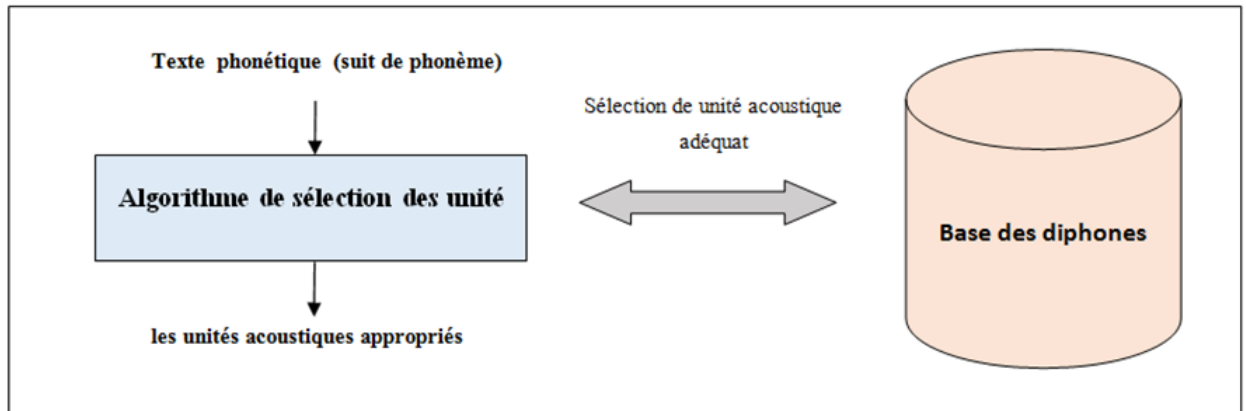 Texte phonétique (suit de phonème)
Algorithme de sélection des unité
les unités acoustiques appropriés
Sélection de unité acoustique
adéquat
Base des diphones